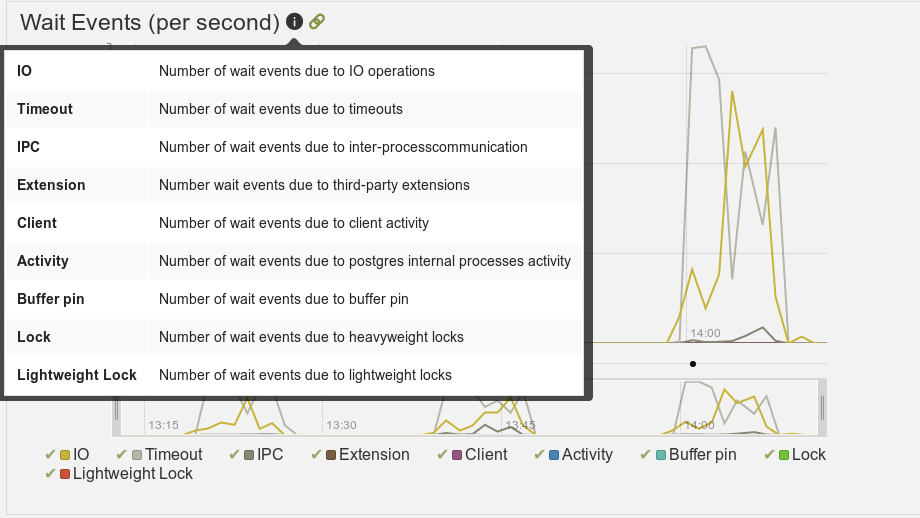 Wait Events (per second)
IO Number of wait events due to IO operations
Timeout Number of wait events due to timeouts
IPC Number of wait events due to inter-processcommunication
Extension Number wait events due to third-party extensions
Client Number of wait events due to client activity
Activity Number of wait events due to postgres internal processes activity
Buffer pin Number of wait events due to buffer pin
Lock Number of wait events due to heavyweight locks
Lightweight Lock Number of wait events due to lightweight locks
14:00
13:15 13:30 13:45 14:00
IO Timeout IPC Extension Client Activity Buffer pin Lock
Lightweight Lock